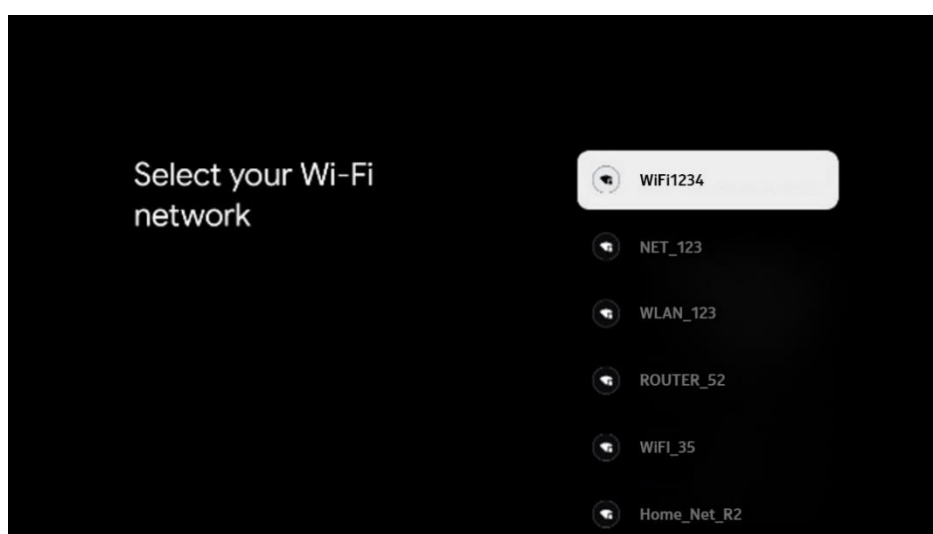 Select your Wi-Fi
network
WiFi1234
NET_123
WLAN_123
ROUTER_52
WiFI_35
Home_Net_R2